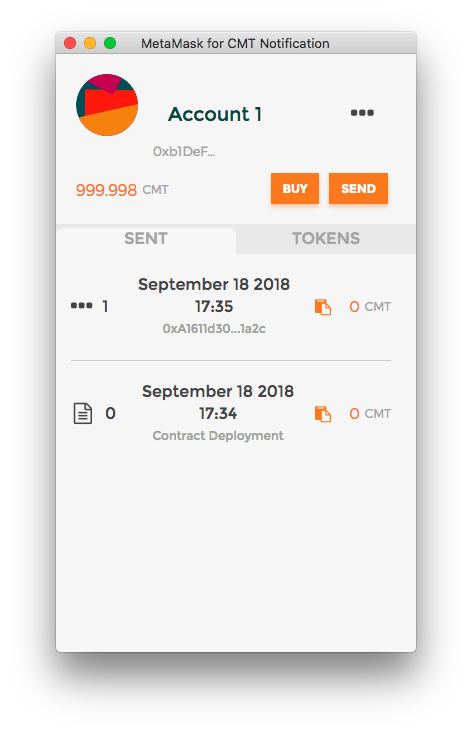 MetaMask for CMT Notification
Account 1
0xb1DeF...
999.998 CMT
BUY
SEND
SENT
TOKENS
September 18 2018
1 17:35 0 CMT
0xA1611d30...1a2c
September 18 2018
0 17:34 0 CMT
Contract Deployment